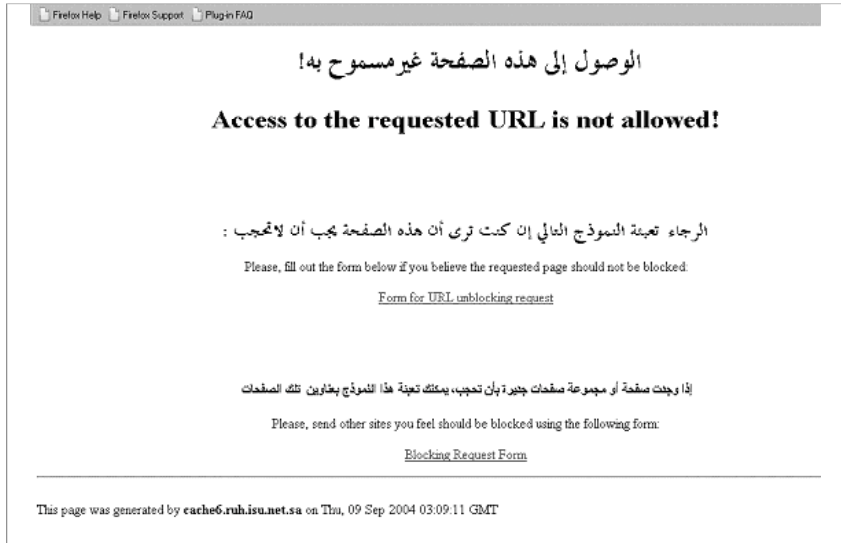 Firefox Help Firefox Support Plug-in FAQ
الوصول إلى هذه الصفحة غير مسموح به!
Access to the requested URL is not allowed!
الرجاء تعبئة النموذج التالي إن كنت ترى أن هذه الصفحة يجب أن لاتحجب :
Please, fill out the form below if you believe the requested page should not be blocked:
Form for URL unblocking request
إذا وجدت صفحة أو مجموعة صفحات جديرة بأن تحجب، يمكنك تعبئة هذا النموذج بعناوين تلك الصفحات
Please, send other sites you feel should be blocked using the following form:
Blocking Request Form
This page was generated by cache6.ruh.isu.net.sa on Thu, 09 Sep 2004 03:09:11 GMT